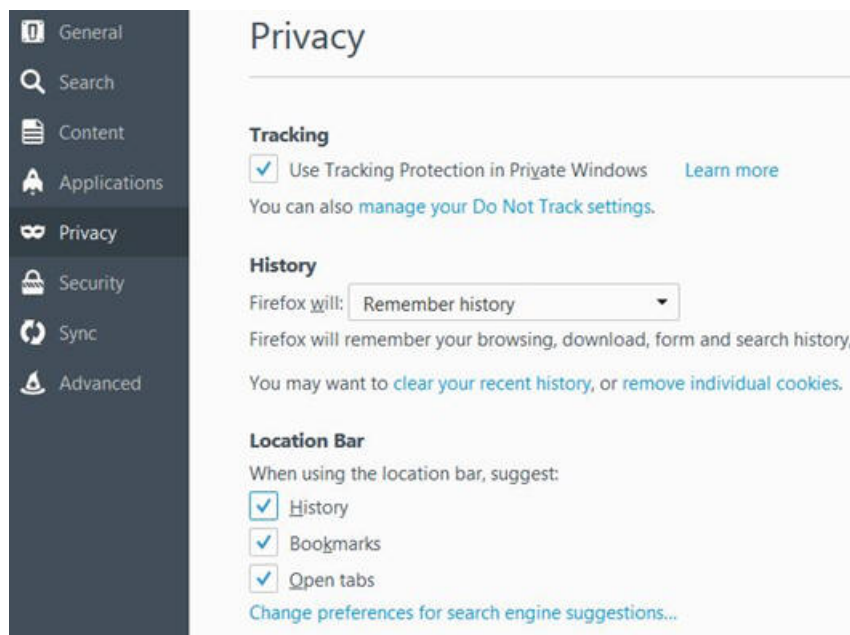 General
Search
Content
Applications
Privacy
Security
Sync
Advanced
Privacy
Tracking
Use Tracking Protection in Private Windows Learn more
You can also manage your Do Not Track settings.
History
Firefox will: Remember history
Firefox will remember your browsing, download, form and search history,
You may want to clear your recent history, or remove individual cookies.
Location Bar
When using the location bar, suggest:
History
Bookmarks
Open tabs
Change preferences for search engine suggestions...